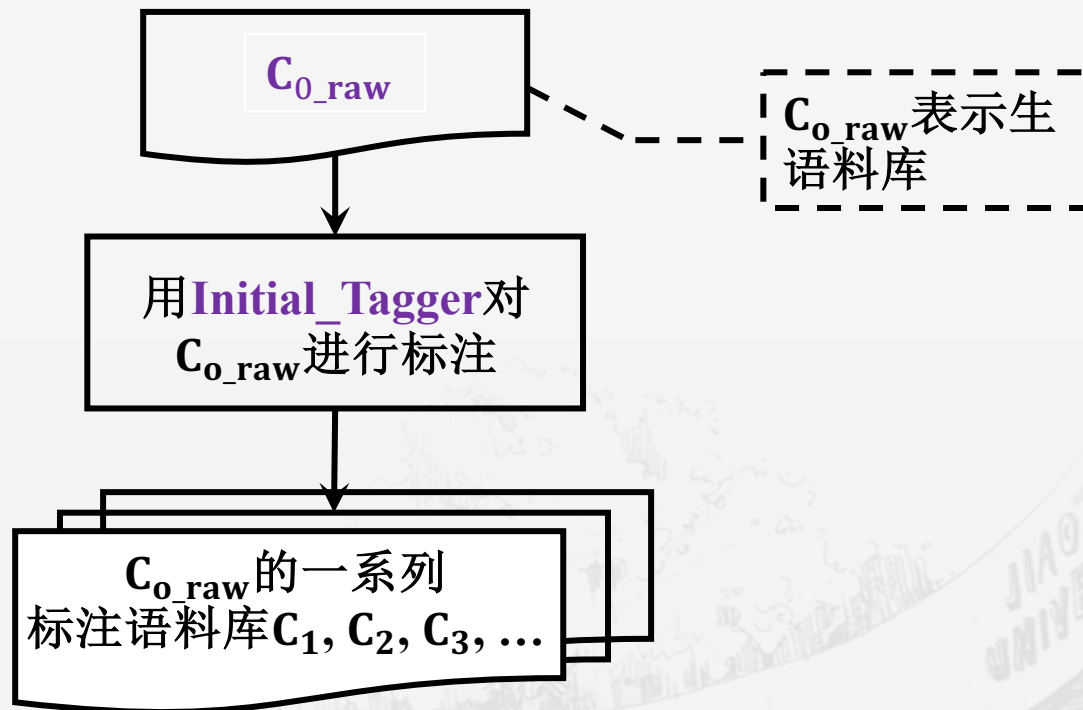 C0_raw
Co_raw表示生
语料库
用Initial_Tagger对
Co_raw进行标注
Co_raw的一系列
标注语料库C1, C2, C3, …
JIAO
UNIVE